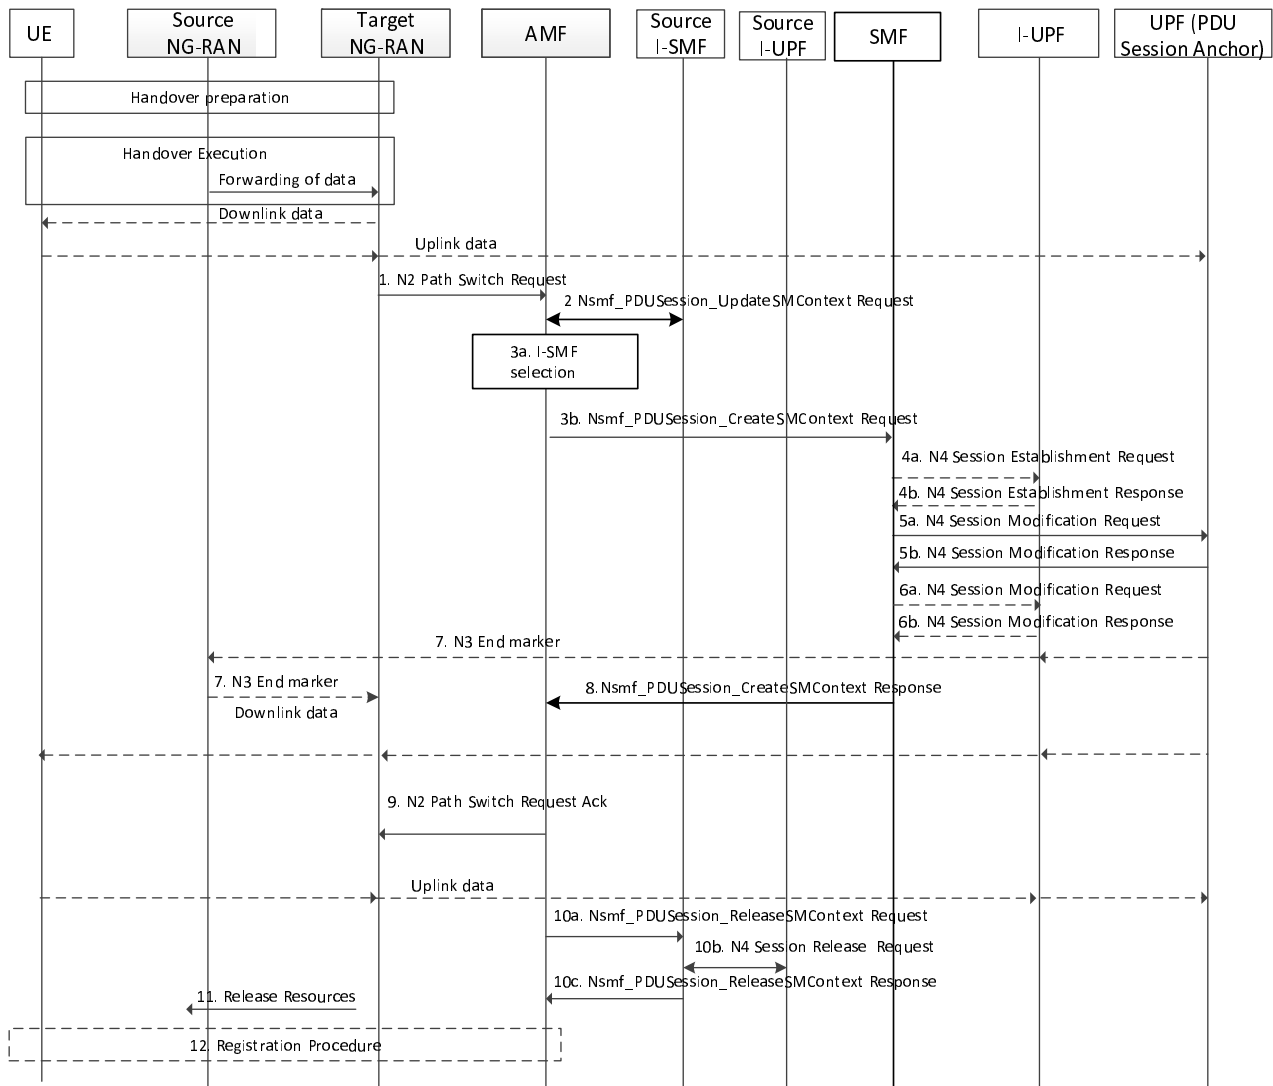 UE
Source
NG-RAN
Target
NG-RAN
AMF
Source
I-SMF
Source
I-UPF
SMF
I-UPF
UPF (PDU
Session Anchor)
Handover preparation
Handover Execution
Forwarding of data
Downlink data
Uplink data
1. N2 Path Switch Request
2 Nsmf_PDUSession_UpdateSMContext Request
3a. I-SMF
selection
3b. Nsmf_PDUSession_CreateSMContext Request
4a. N4 Session Establishment Request
4b. N4 Session Establishment Response
5a. N4 Session Modification Request
5b. N4 Session Modification Response
6a. N4 Session Modification Request
6b. N4 Session Modification Response
7. N3 End marker
7. N3 End marker
8.Nsmf_PDUSession_CreateSMContext Response
Downlink data
9. N2 Path Switch Request Ack
Uplink data
10a. Nsmf_PDUSession_ReleaseSMContext Request
10b. N4 Session Release Request
10c. Nsmf_PDUSession_ReleaseSMContext Response
11. Release Resources
12. Registration Procedure